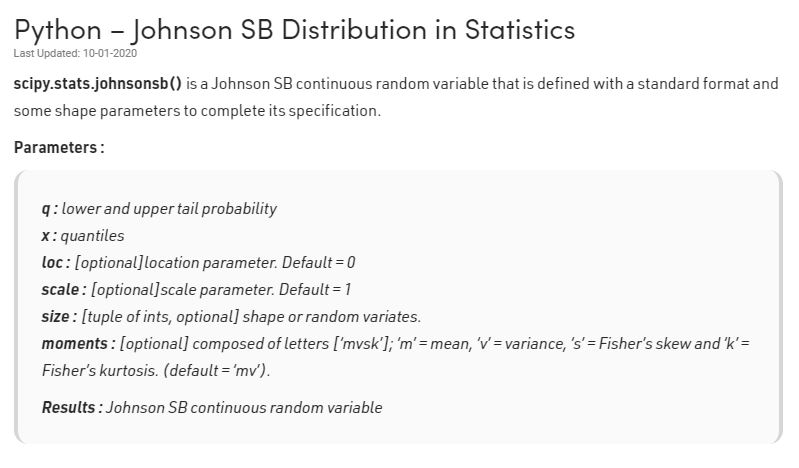 Python – Johnson SB Distribution in Statistics
Last Updated: 10-01-2020
scipy.stats.johnsonsb() is a Johnson SB continuous random variable that is defined with a standard format and
some shape parameters to complete its specification.
Parameters :
q : lower and upper tail probability
x : quantiles
loc : [optional]location parameter. Default = 0
scale : [optional]scale parameter. Default = 1
size : [tuple of ints, optional] shape or random variates.
moments : [optional] composed of letters [‘mvsk’]; ‘m’ = mean, ‘v’ = variance, ‘s’ = Fisher’s skew and ‘k’ =
Fisher’s kurtosis. (default = ‘mv’).
Results : Johnson SB continuous random variable